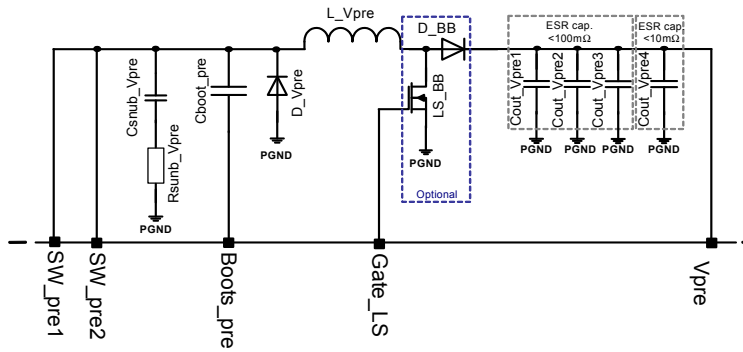 L_Vpre
D_BB
ESR cap.
<100mΩ
ESR cap.
<10mΩ
Csnub_Vpre
Rsunb_Vpre
Cboot_pre
D_Vpre
LS_BB
Cout_Vpre1
Cout_Vpre2
Cout_Vpre3
Cout_Vpre4
PGND
PGND
PGND
PGND
PGND
PGND
PGND
Optional
SW_pre1
SW_pre2
Boots_pre
Gate_LS
Vpre